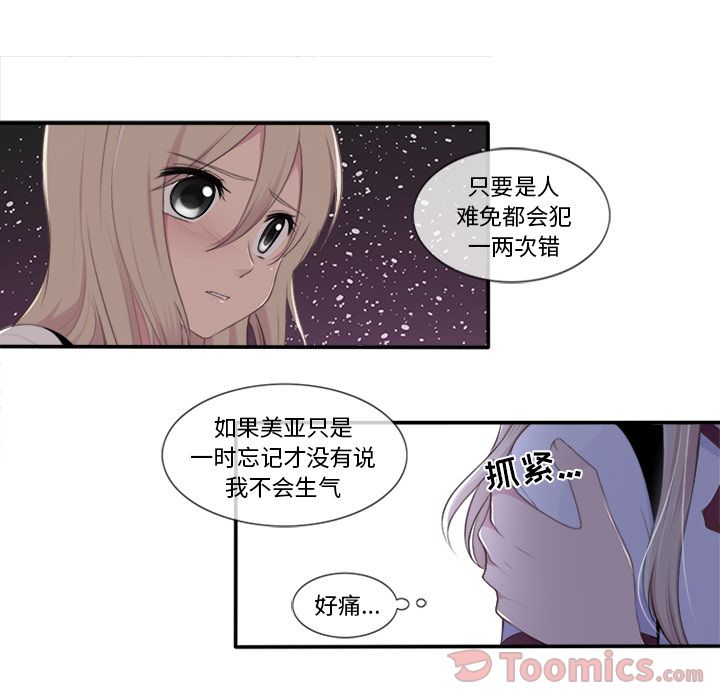 只要是人
难免都会犯
一两次错
如果美亚只是
一时忘记才没有说
我不会生气
抓紧...
好痛...
Toomics.com